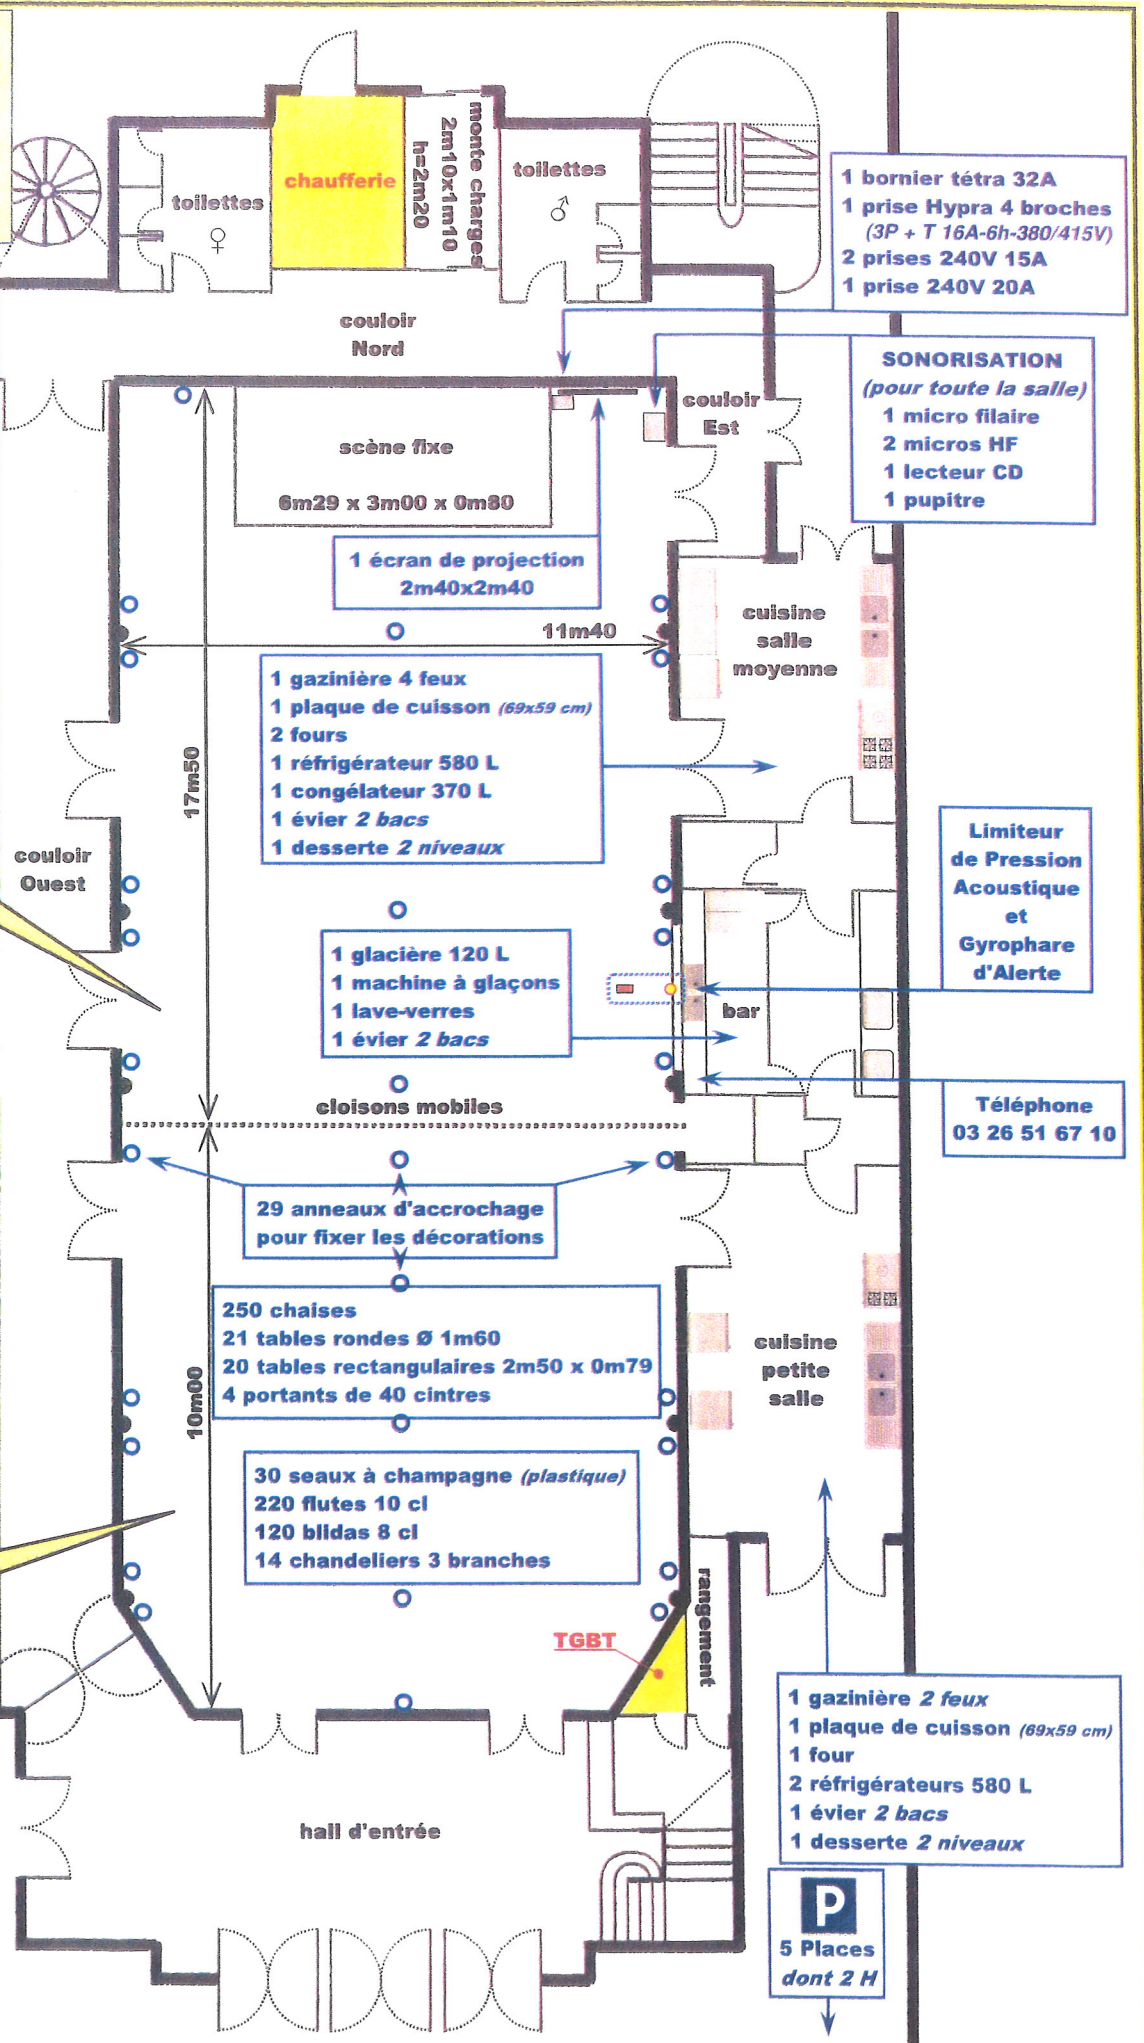 monte charges
2m10x1m10
h=2m20
toilettes
chaufferie
toilettes
♀
♂
1 bornier tétra 32A
1 prise Hypra 4 broches
(3P + T 16A-6h-380/415V)
2 prises 240V 15A
1 prise 240V 20A
couloir
Nord
SONORISATION
(pour toute la salle)
1 micro filaire
2 micros HF
1 lecteur CD
1 pupitre
couloir
Est
scène fixe
6m29 x 3m00 x 0m80
1 écran de projection
2m40x2m40
11m40
cuisine
salle
moyenne
1 gazinière 4 feux
1 plaque de cuisson (69x59 cm)
2 fours
1 réfrigérateur 580 L
1 congélateur 370 L
1 évier 2 bacs
1 desserte 2 niveaux
17m50
couloir
Ouest
Limiteur
de Pression
Acoustique
et
Gyrophare
d'Alerte
1 glacière 120 L
1 machine à glaçons
1 lave-verres
1 évier 2 bacs
bar
cloisons mobiles
Téléphone
03 26 51 67 10
29 anneaux d'accrochage
pour fixer les décorations
250 chaises
21 tables rondes Ø 1m60
20 tables rectangulaires 2m50 x 0m79
4 portants de 40 cintres
10m00
cuisine
petite
salle
30 seaux à champagne (plastique)
220 flutes 10 cl
120 blidas 8 cl
14 chandeliers 3 branches
rangement
TGBT
1 gazinière 2 feux
1 plaque de cuisson (69x59 cm)
1 four
2 réfrigérateurs 580 L
1 évier 2 bacs
1 desserte 2 niveaux
hall d'entrée
P
5 Places
dont 2 H